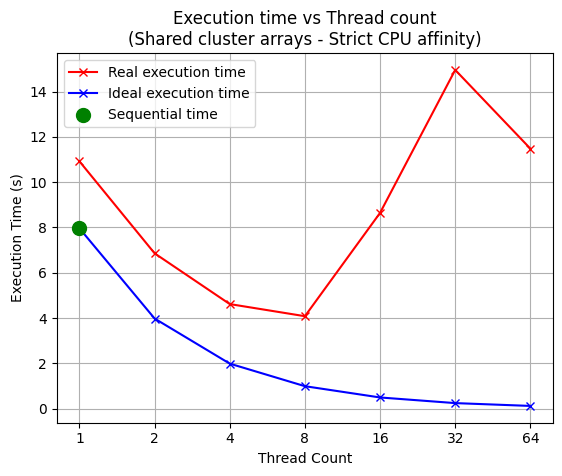 Execution time vs Thread count
(Shared cluster arrays - Strict CPU affinity)
Real execution time
Ideal execution time
Sequential time
Execution Time (s)
14
12
10
8
6
4
2
0
1 2 4 8 16 32 64
Thread Count